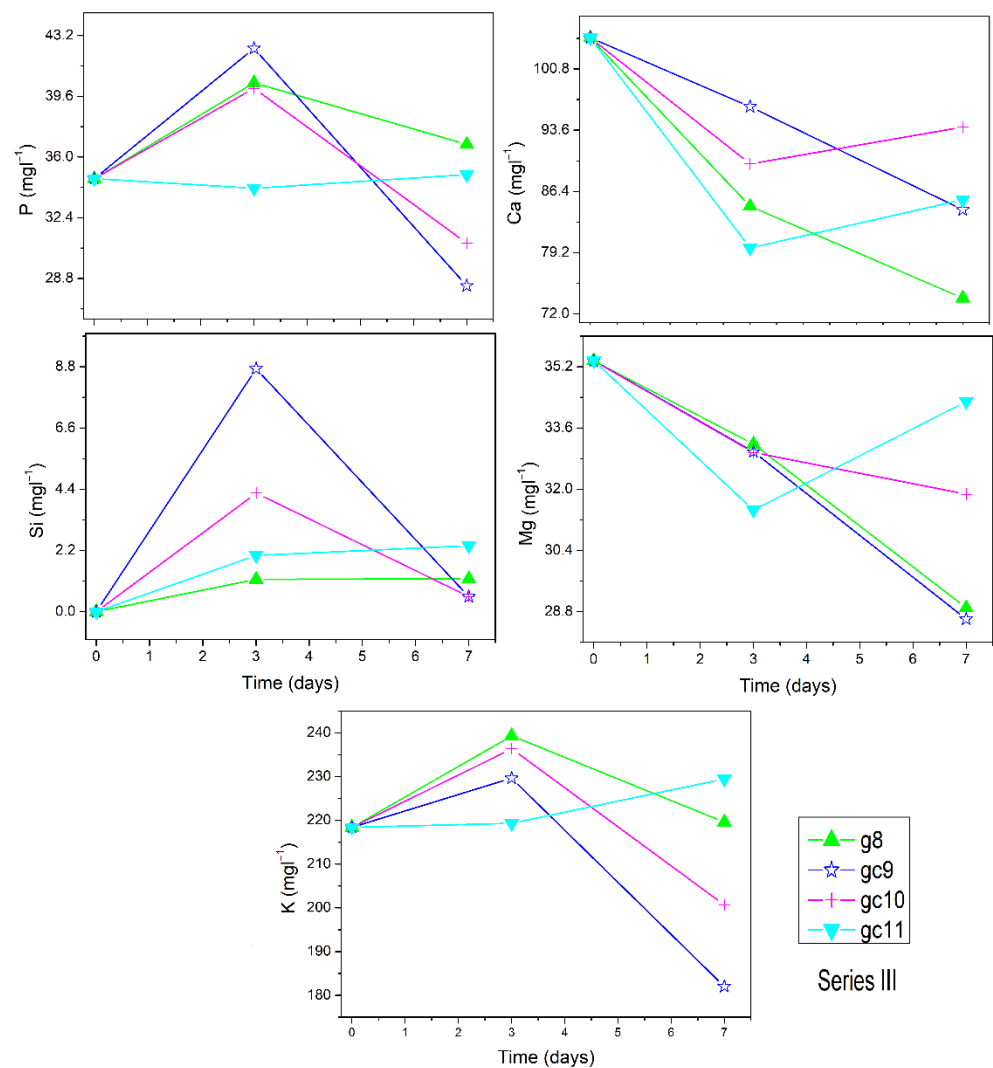 P (mgl⁻¹)
43.2
39.6
36.0
32.4
28.8
Ca (mgl⁻¹)
100.8
93.6
86.4
79.2
72.0
Si (mgl⁻¹)
8.8
6.6
4.4
2.2
0.0
0 1 2 3 4 5 6 7
Time (days)
Mg (mgl⁻¹)
35.2
33.6
32.0
30.4
28.8
0 1 2 3 4 5 6 7
Time (days)
K (mgl⁻¹)
240
230
220
210
200
190
180
0 1 2 3 4 5 6 7
Time (days)
g8
gc9
gc10
gc11
Series III